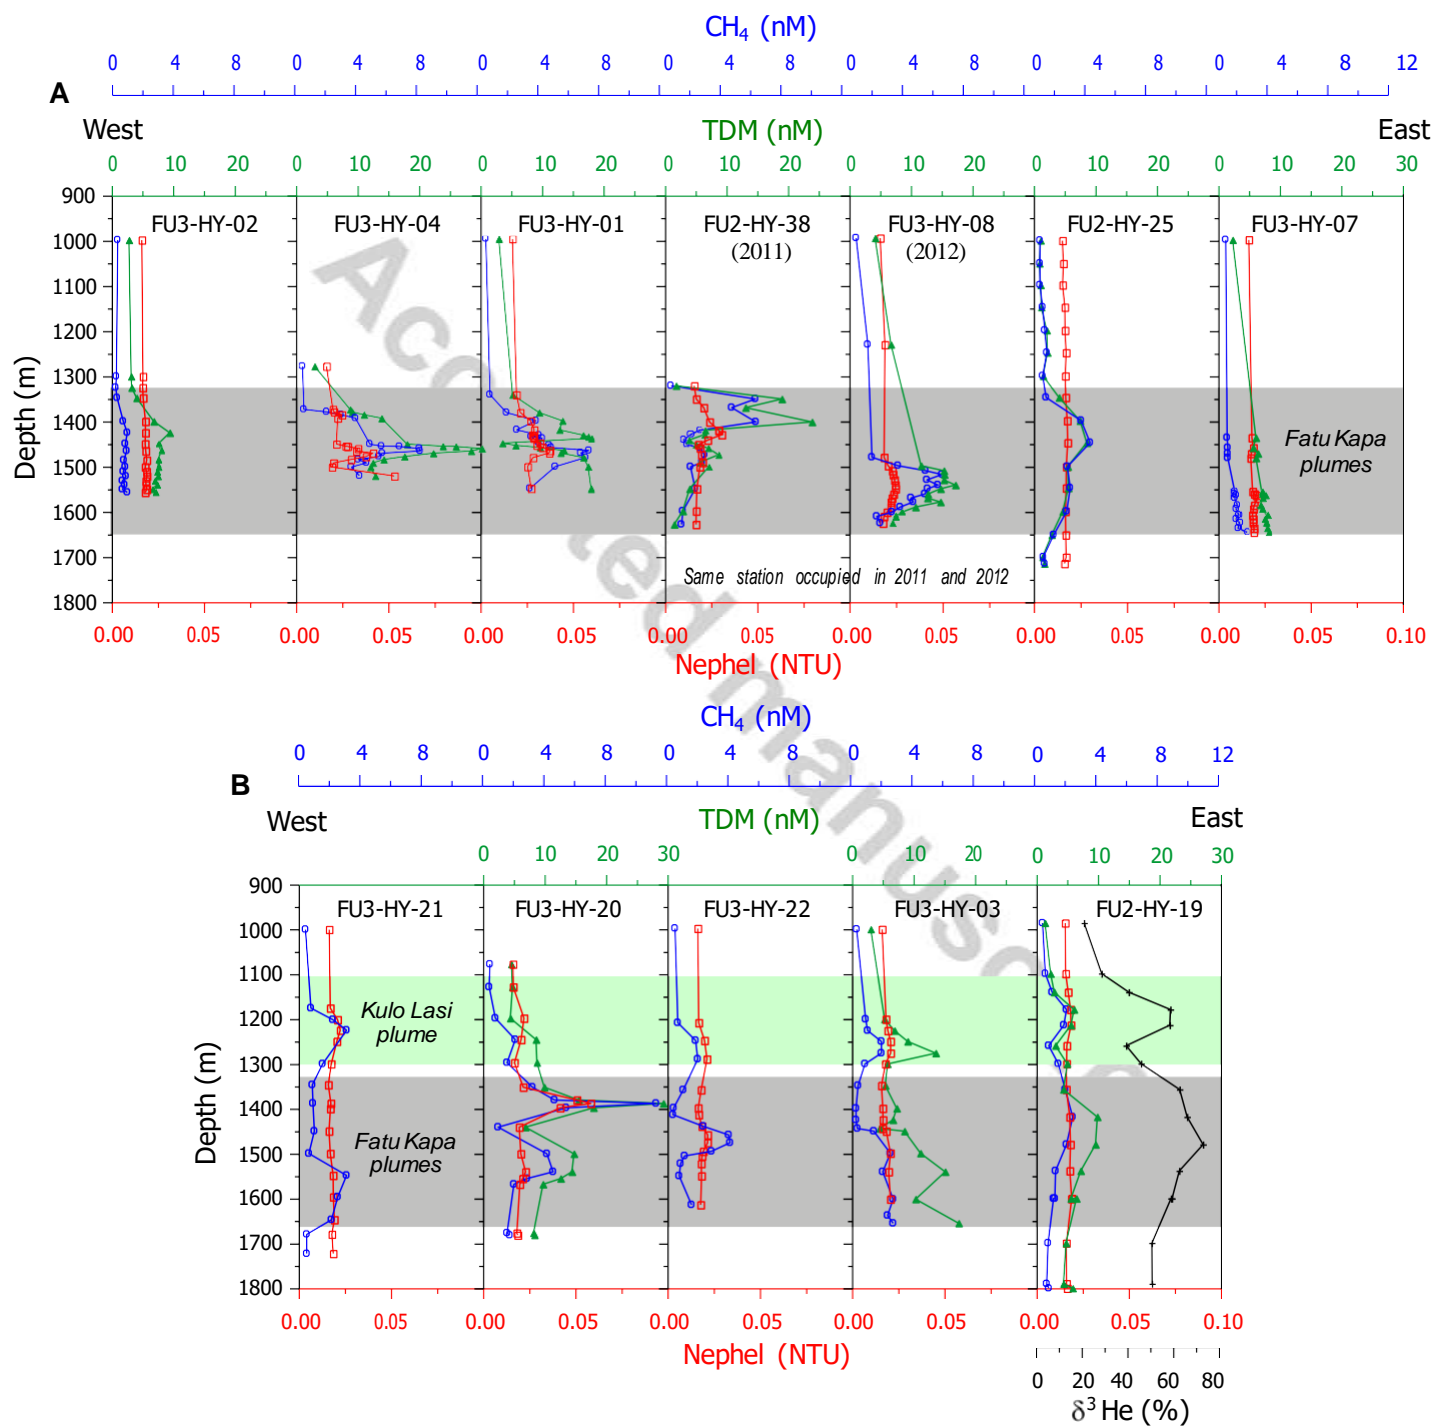 CH₄ (nM)
0 4 8 0 4 8 0 4 8 0 4 8 0 4 8 0 4 8 0 4 8 12
A
West TDM (nM) East
0 10 20 0 10 20 0 10 20 0 10 20 0 10 20 0 10 20 0 10 20 30
900
FU3-HY-02 FU3-HY-04 FU3-HY-01 FU2-HY-38 FU3-HY-08 FU2-HY-25 FU3-HY-07
(2011) (2012)
1000
1100
1200
1300
1400
1500
1600
1700
1800
Depth (m)
Fatu Kapa
plumes
Same station occupied in 2011 and 2012
0.00 0.05 0.00 0.05 0.00 0.05 0.00 0.05 0.00 0.05 0.00 0.05 0.00 0.05 0.10
Nephel (NTU)
Accepted manuscr
CH₄ (nM)
0 4 8 0 4 8 0 4 8 0 4 8 0 4 8 12
B
West TDM (nM) East
0 10 20 30 0 10 20 0 10 20 30
900
FU3-HY-21 FU3-HY-20 FU3-HY-22 FU3-HY-03 FU2-HY-19
1000
1100
1200
1300
1400
1500
1600
1700
1800
Depth (m)
Kulo Lasi
plume
Fatu Kapa
plumes
0.00 0.05 0.00 0.05 0.00 0.05 0.00 0.05 0.00 0.05 0.10
Nephel (NTU)
0 20 40 60 80
δ³ He (%)